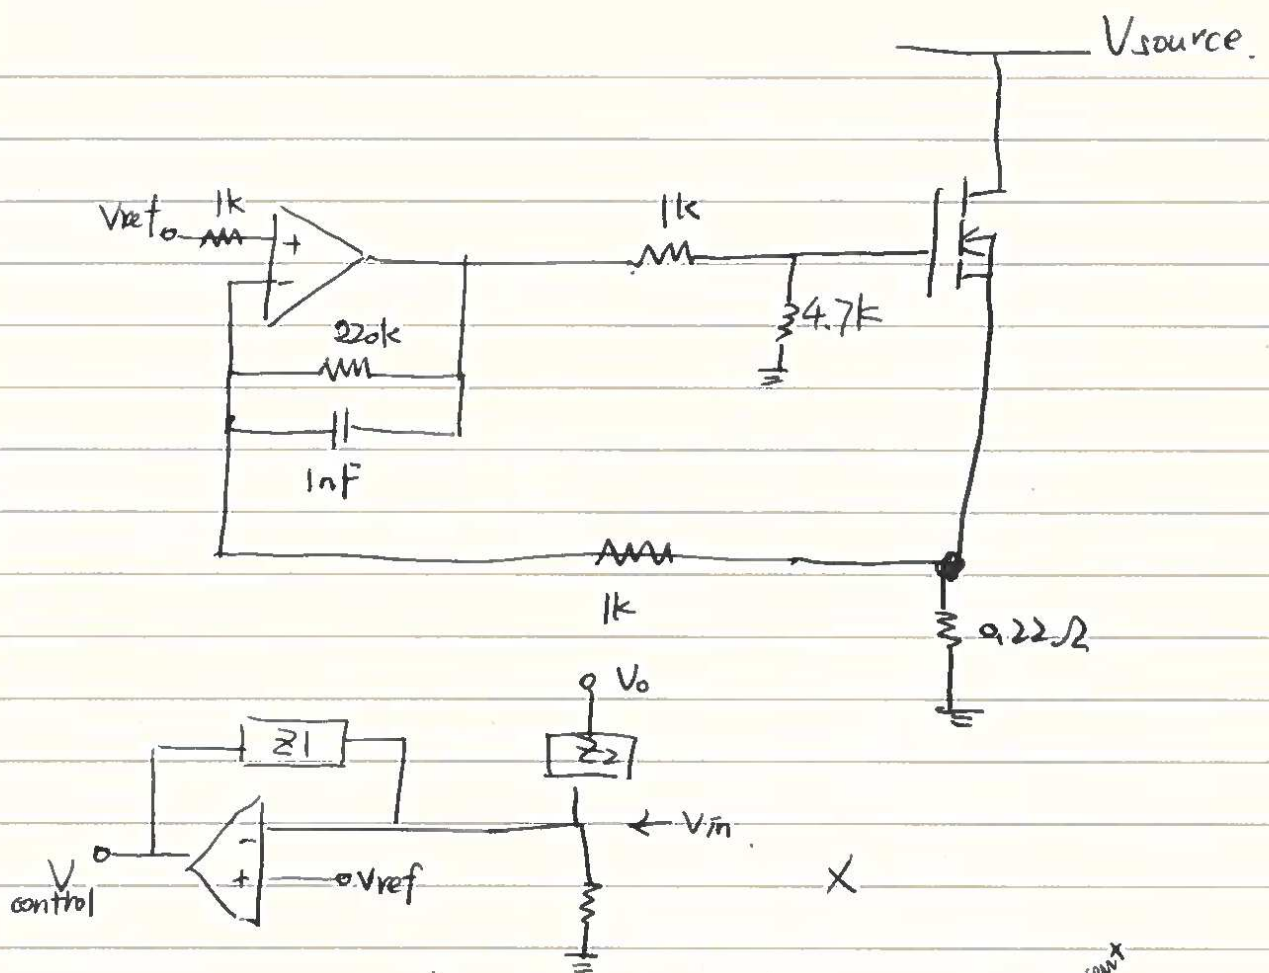 Vsource.
Vref
1k
1k
+
-
220k
4.7k
1nF
1k
0.22Ω
Vo
Z1
Z2
-
Vin
Vcontrol
+
Vref
X